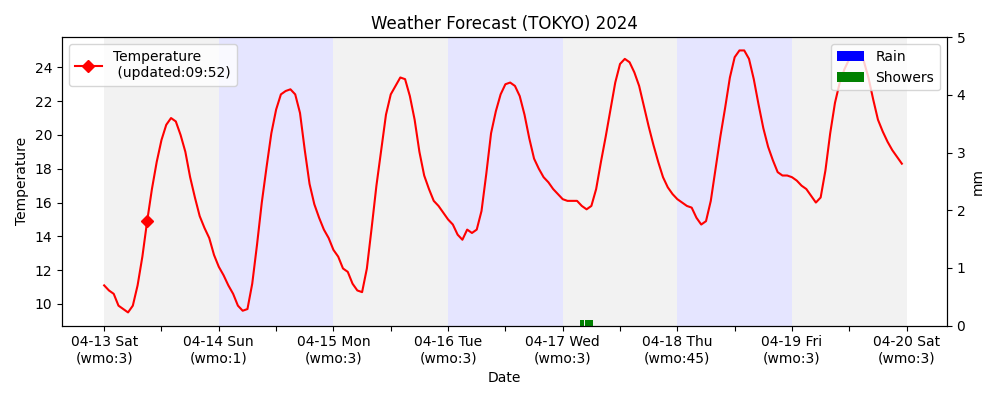 Weather Forecast (TOKYO) 2024
Temperature
(updated:09:52)
Rain
Showers
Temperature
24
22
20
18
16
14
12
10
5
4
3
2
1
0
mm
04-13 Sat
(wmo:3)
04-14 Sun
(wmo:1)
04-15 Mon
(wmo:3)
04-16 Tue
(wmo:3)
04-17 Wed
(wmo:3)
04-18 Thu
(wmo:45)
04-19 Fri
(wmo:3)
04-20 Sat
(wmo:3)
Date